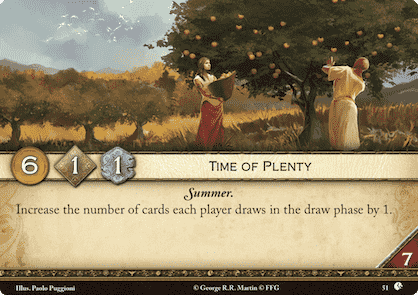 6 1 1 TIME OF PLENTY
Summer.
Increase the number of cards each player draws in the draw phase by 1.
7
Illus. Paolo Puggioni © George R.R. Martin © FFG 51